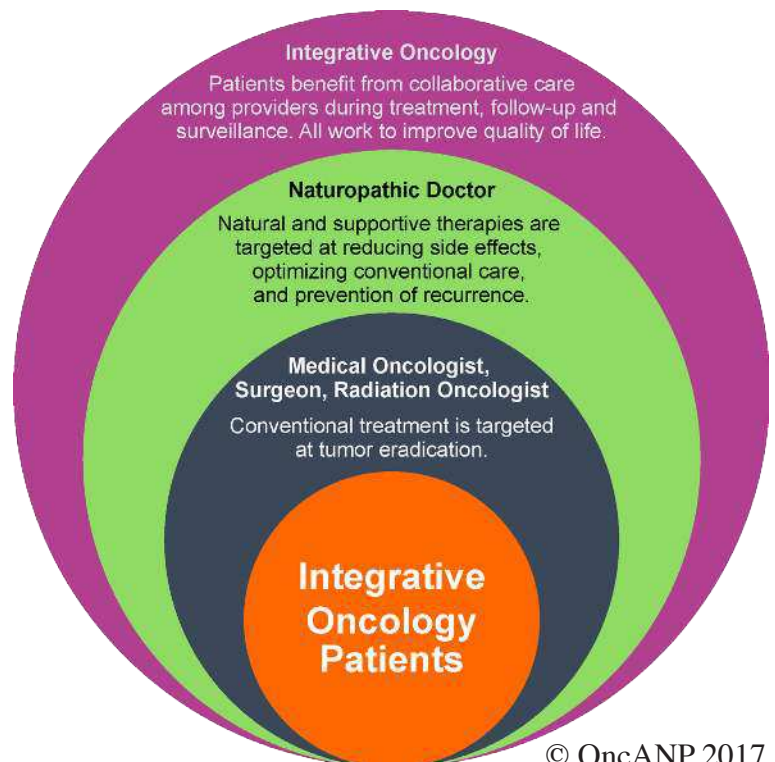 Integrative Oncology
Patients benefit from collaborative care
among providers during treatment, follow-up and
surveillance. All work to improve quality of life.
Naturopathic Doctor
Natural and supportive therapies are
targeted at reducing side effects,
optimizing conventional care,
and prevention of recurrence.
Medical Oncologist,
Surgeon, Radiation Oncologist
Conventional treatment is targeted
at tumor eradication.
Integrative
Oncology
Patients
© OncANP 2017